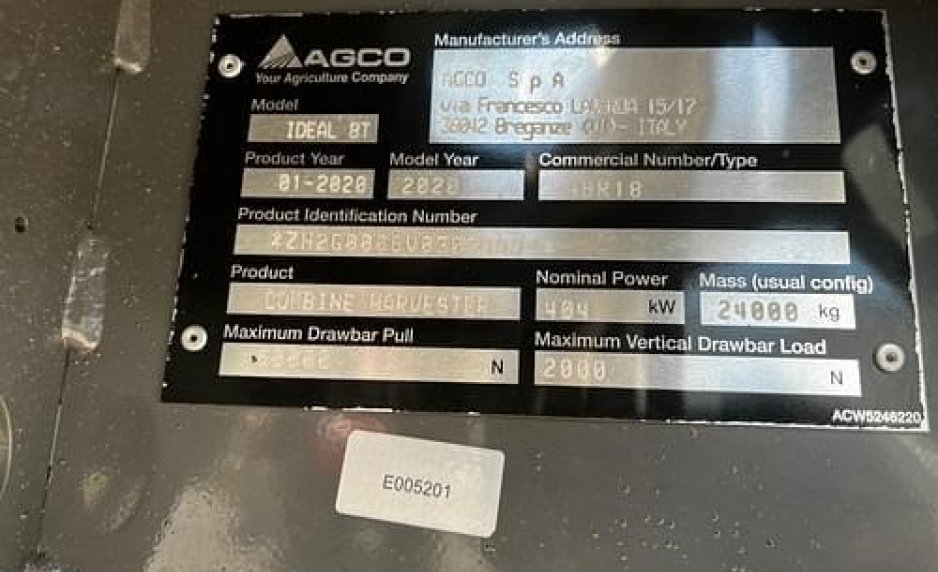 AGCO
Your Agriculture Company
Manufacturer's Address
AGCO S p A
via Francesco 15/17
Breganze - ITALY
Model
IDEAL 8T
Product Year
Model Year
Commercial Number/Type
01-2020
2020
Product Identification Number
Product
Nominal Power
Mass (usual config)
COMBINE HARVESTER
404 kW
24000 kg
Maximum Drawbar Pull
Maximum Vertical Drawbar Load
N
2000 N
ACW5246220
E005201